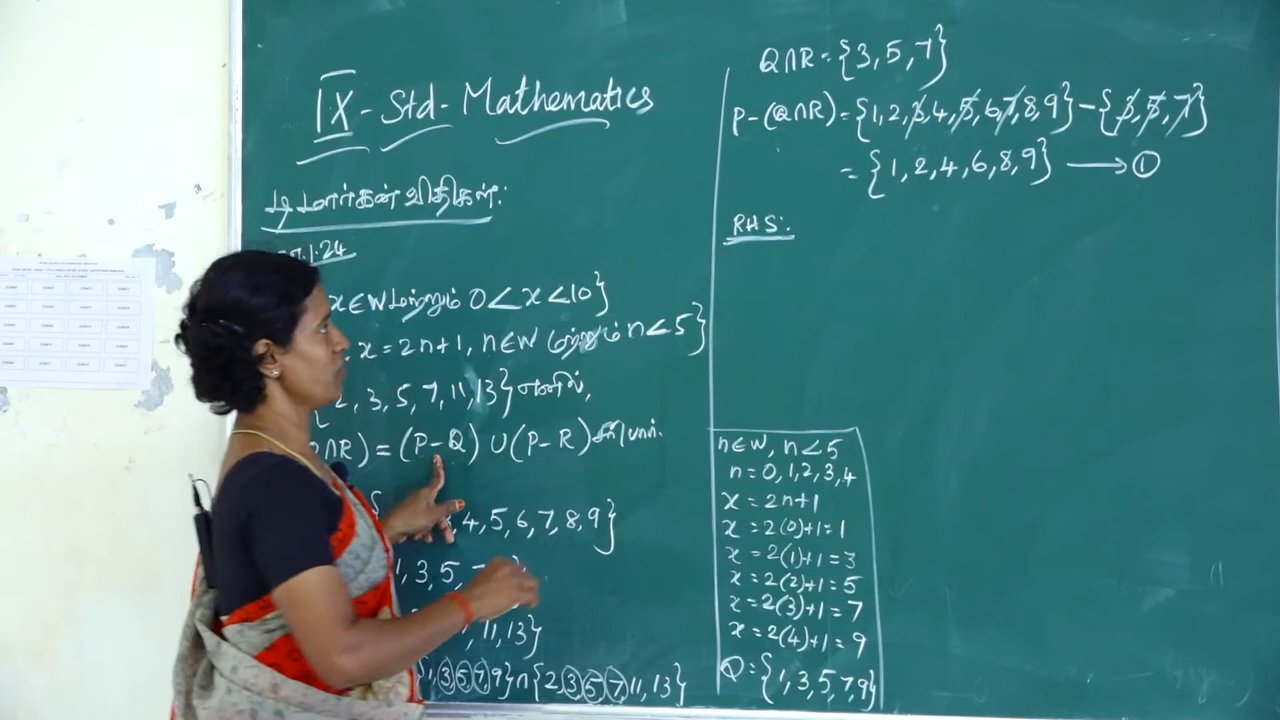 IX - Std - Mathematics
டி மார்கன் விதிகள்:
1.24
x∈W மற்றும் 0<x<10}
x = 2n+1, n∈W மற்றும் n<5}
2, 3, 5, 7, 11, 13} எனில்,
∩R) = (P-Q) ∪ (P-R) சரிபார்.
4, 5, 6, 7, 8, 9}
1, 3, 5, 7
, 11, 13}
{1, 3, 5, 7, 9} ∩ {2, 3, 5, 7, 11, 13}
Q∩R = {3, 5, 7}
P-(Q∩R) = {1, 2, 3, 4, 5, 6, 7, 8, 9} - {3, 5, 7}
= {1, 2, 4, 6, 8, 9} ⟶ ①
RHS:
n∈W, n<5
n = 0, 1, 2, 3, 4
x = 2n+1
x = 2(0)+1 = 1
x = 2(1)+1 = 3
x = 2(2)+1 = 5
x = 2(3)+1 = 7
x = 2(4)+1 = 9
Q = {1, 3, 5, 7, 9}